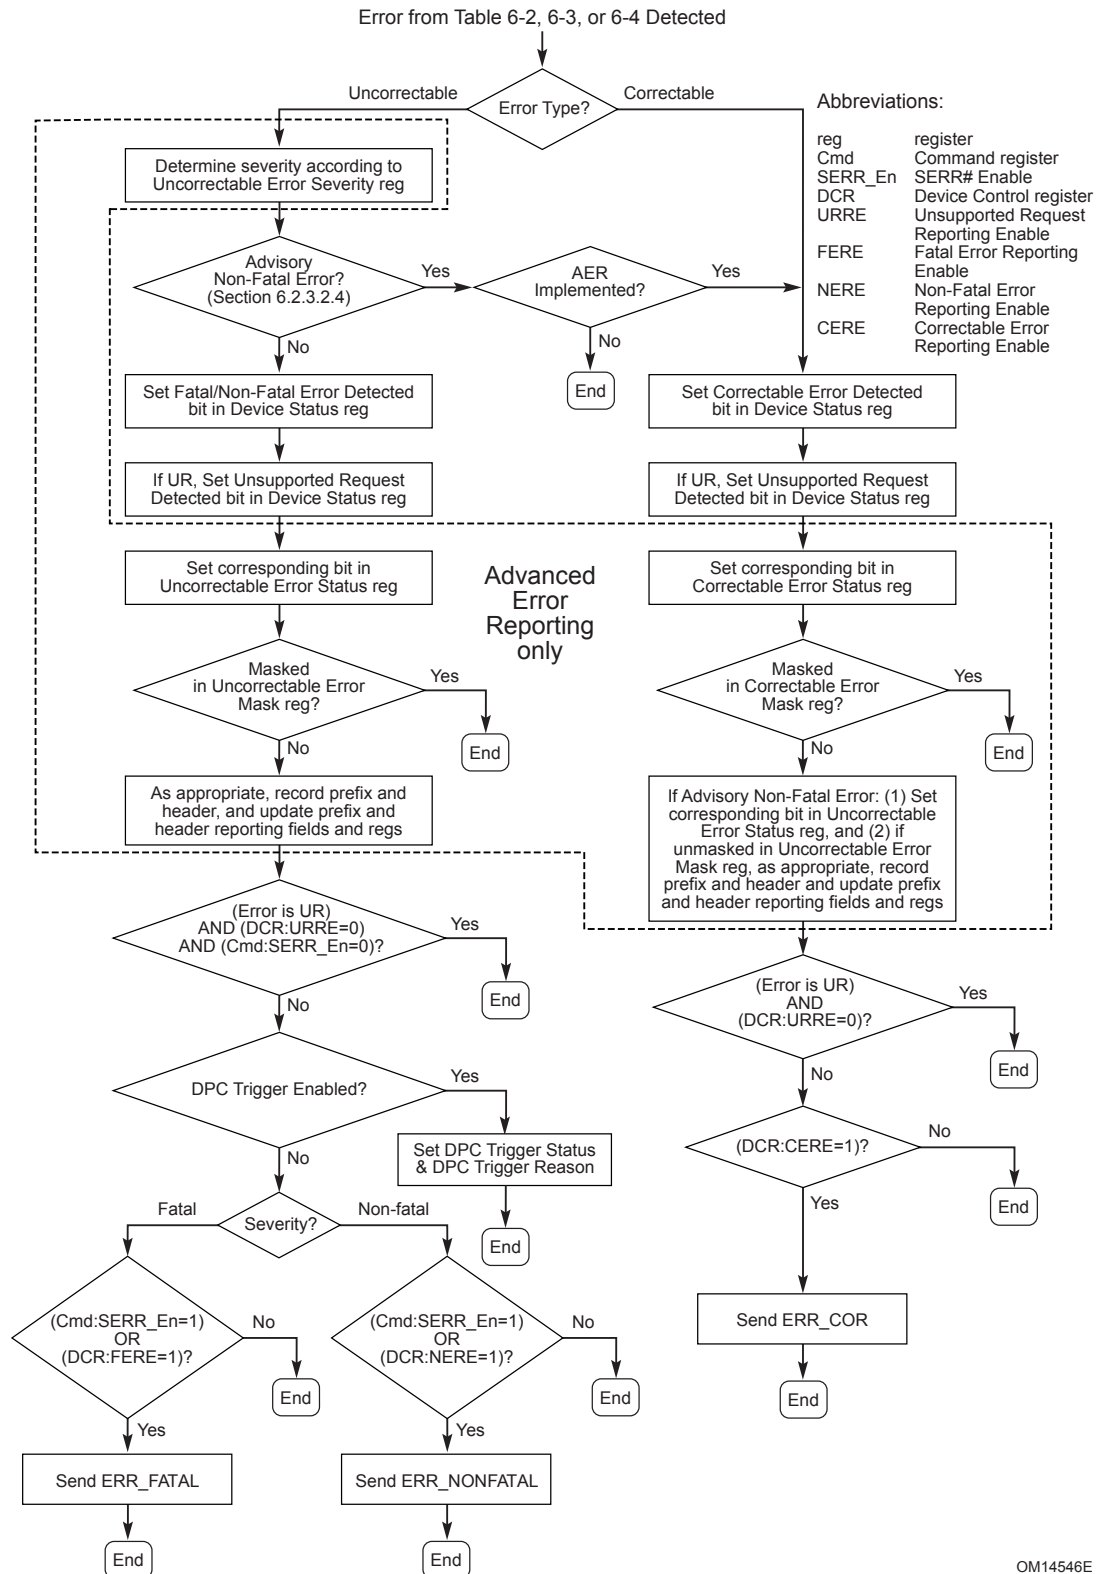 Error from Table 6-2, 6-3, or 6-4 Detected
Uncorrectable
Error Type?
Correctable
Abbreviations:
reg register
Cmd Command register
SERR_En SERR# Enable
DCR Device Control register
URRE Unsupported Request
Reporting Enable
FERE Fatal Error Reporting
Enable
NERE Non-Fatal Error
Reporting Enable
CERE Correctable Error
Reporting Enable
Determine severity according to
Uncorrectable Error Severity reg
Advisory
Non-Fatal Error?
(Section 6.2.3.2.4)
Yes
No
AER
Implemented?
Yes
No
End
Set Fatal/Non-Fatal Error Detected
bit in Device Status reg
Set Correctable Error Detected
bit in Device Status reg
If UR, Set Unsupported Request
Detected bit in Device Status reg
If UR, Set Unsupported Request
Detected bit in Device Status reg
Set corresponding bit in
Uncorrectable Error Status reg
Advanced
Error
Reporting
only
Set corresponding bit in
Correctable Error Status reg
Masked
in Uncorrectable Error
Mask reg?
Yes
End
No
Masked
in Correctable Error
Mask reg?
Yes
End
No
As appropriate, record prefix and
header, and update prefix and
header reporting fields and regs
If Advisory Non-Fatal Error: (1) Set
corresponding bit in Uncorrectable
Error Status reg, and (2) if
unmasked in Uncorrectable Error
Mask reg, as appropriate, record
prefix and header and update prefix
and header reporting fields and regs
(Error is UR)
AND (DCR:URRE=0)
AND (Cmd:SERR_En=0)?
Yes
End
No
(Error is UR)
AND
(DCR:URRE=0)?
Yes
End
No
DPC Trigger Enabled?
Yes
Set DPC Trigger Status
& DPC Trigger Reason
End
No
(DCR:CERE=1)?
No
End
Yes
Fatal
Severity?
Non-fatal
(Cmd:SERR_En=1)
OR
(DCR:FERE=1)?
No
End
Yes
(Cmd:SERR_En=1)
OR
(DCR:NERE=1)?
No
End
Yes
Send ERR_COR
End
Send ERR_FATAL
End
Send ERR_NONFATAL
End
OM14546E